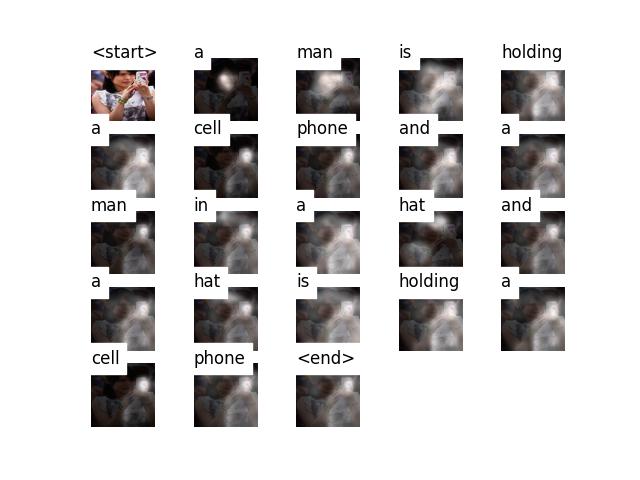 <start> a man is holding
a cell phone and a
man in a hat and
a hat is holding a
cell phone <end>